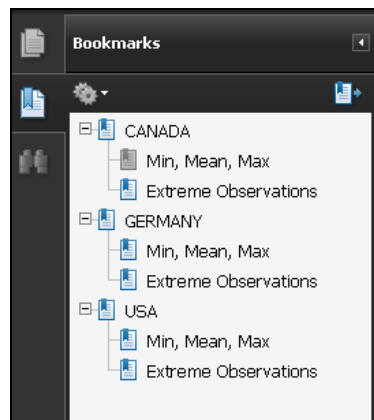 Bookmarks
CANADA
Min, Mean, Max
Extreme Observations
GERMANY
Min, Mean, Max
Extreme Observations
USA
Min, Mean, Max
Extreme Observations